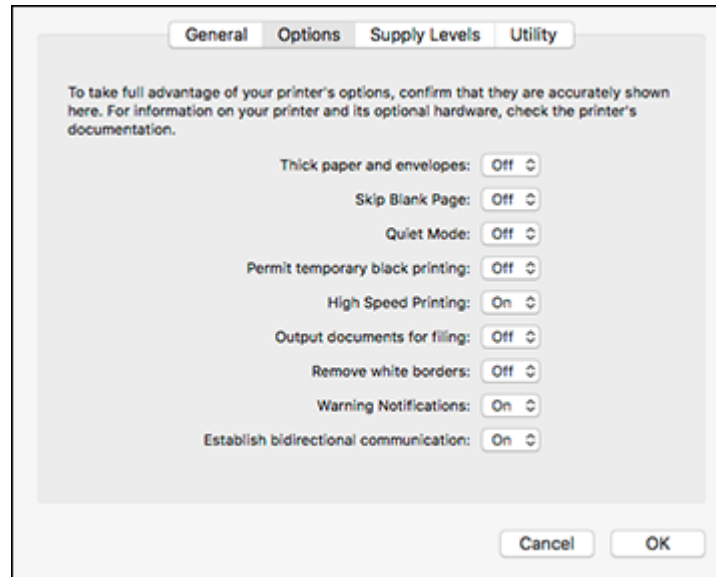 General Options Supply Levels Utility
To take full advantage of your printer's options, confirm that they are accurately shown
here. For information on your printer and its optional hardware, check the printer's
documentation.
Thick paper and envelopes: Off
Skip Blank Page: Off
Quiet Mode: Off
Permit temporary black printing: Off
High Speed Printing: On
Output documents for filing: Off
Remove white borders: Off
Warning Notifications: On
Establish bidirectional communication: On
Cancel OK